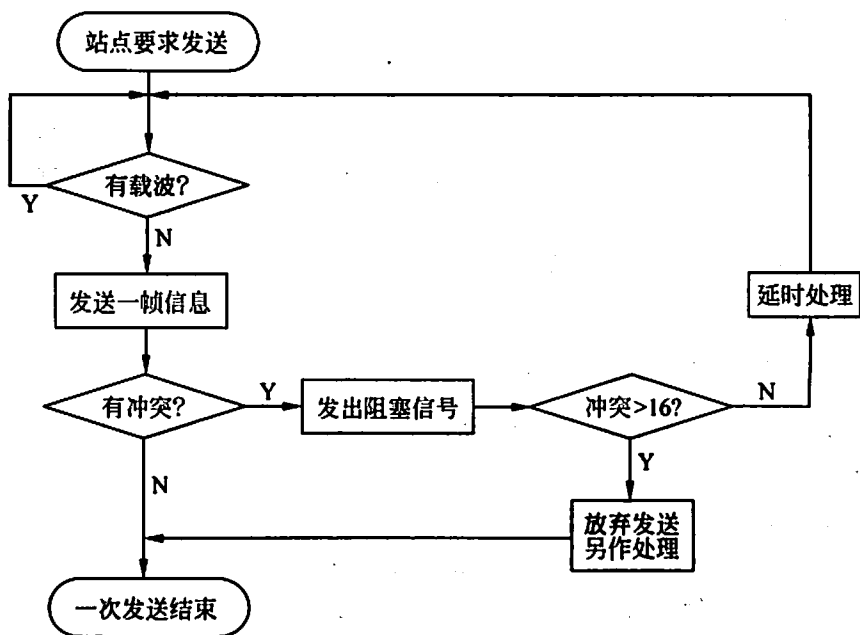 站点要求发送
有载波?
Y
N
发送一帧信息
延时处理
有冲突?
Y
发出阻塞信号
冲突>16?
N
N
Y
放弃发送
另作处理
一次发送结束